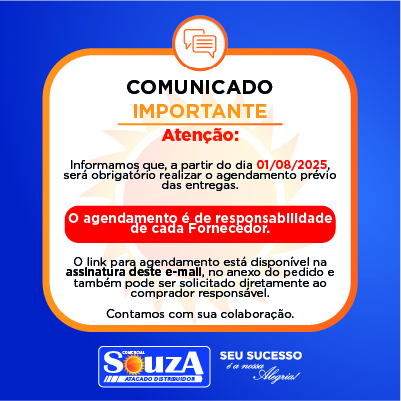 COMUNICADO
IMPORTANTE
Atenção:
Informamos que, a partir do dia 01/08/2025,
será obrigatório realizar o agendamento prévio
das entregas.
O agendamento é de responsabilidade
de cada Fornecedor.
O link para agendamento está disponível na
assinatura deste e-mail, no anexo do pedido e
também pode ser solicitado diretamente ao
comprador responsável.
Contamos com sua colaboração.
COMERCIAL
SOUZA
ATACADO DISTRIBUIDOR
SEU SUCESSO
é a nossa
Alegria!